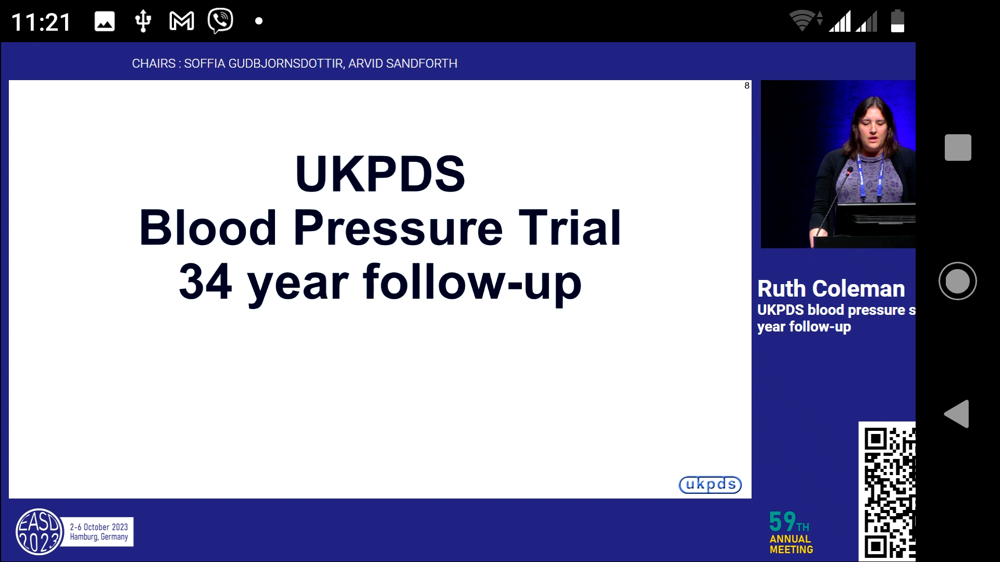 11:21
CHAIRS : SOFFIA GUDBJORNSDOTTIR, ARVID SANDFORTH
8
UKPDS
Blood Pressure Trial
34 year follow-up
ukpds
Ruth Coleman
UKPDS blood pressure s
year follow-up
EASD
2023
2-6 October 2023
Hamburg, Germany
59TH
ANNUAL
MEETING